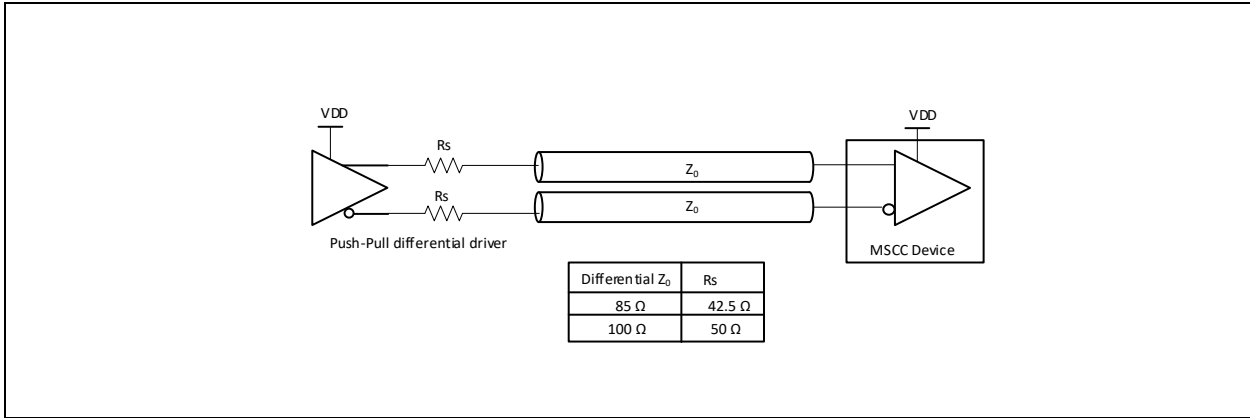 VDD
VDD
Rs
Z₀
Rs
Z₀
Push-Pull differential driver
MSCC Device
Differential Z₀ Rs
85 Ω 42.5 Ω
100 Ω 50 Ω